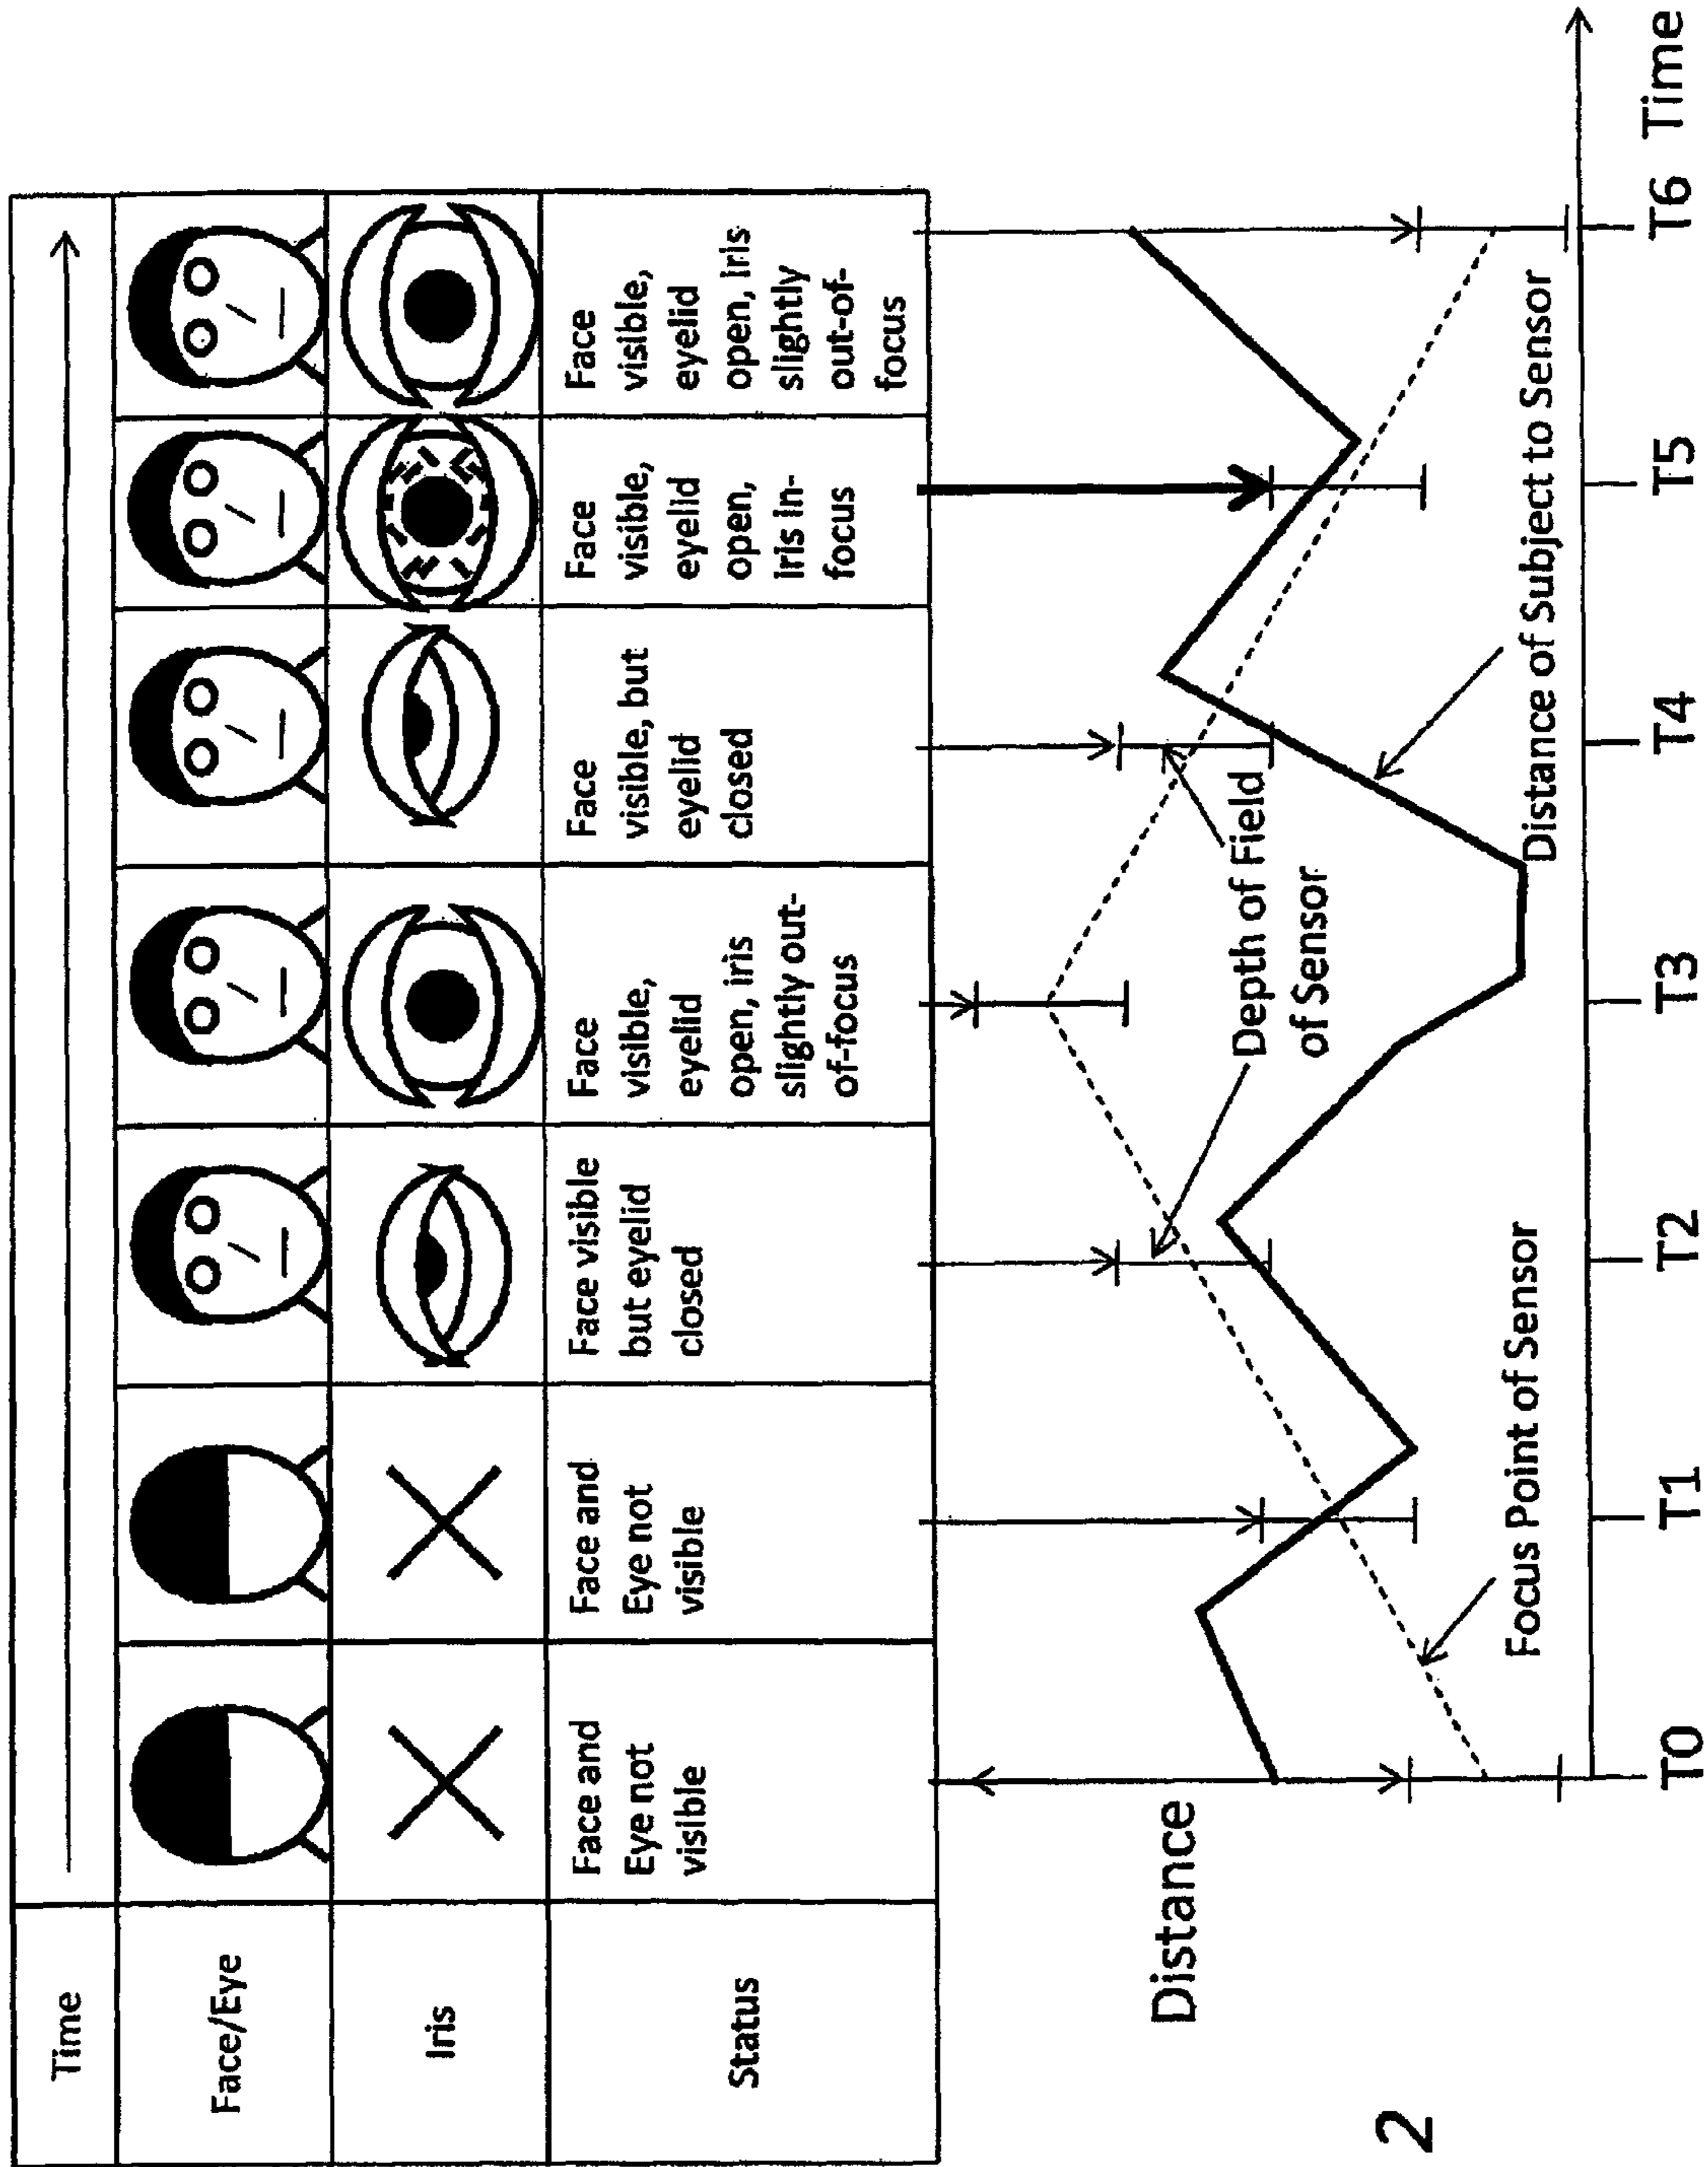 Time
Face/Eye
Iris
Status
Face and
Eye not
visible
Face and
Eye not
visible
Face visible
but eyelid
closed
Face
visible,
eyelid
open, iris
slightly out-
of-focus
Face
visible, but
eyelid
closed
Face
visible,
eyelid
open,
iris in-
focus
Face
visible,
eyelid
open, iris
slightly
out-of-
focus
Distance
Depth of Field
of Sensor
Focus Point of Sensor
Distance of Subject to Sensor
T0
T1
T2
T3
T4
T5
T6
Time
2